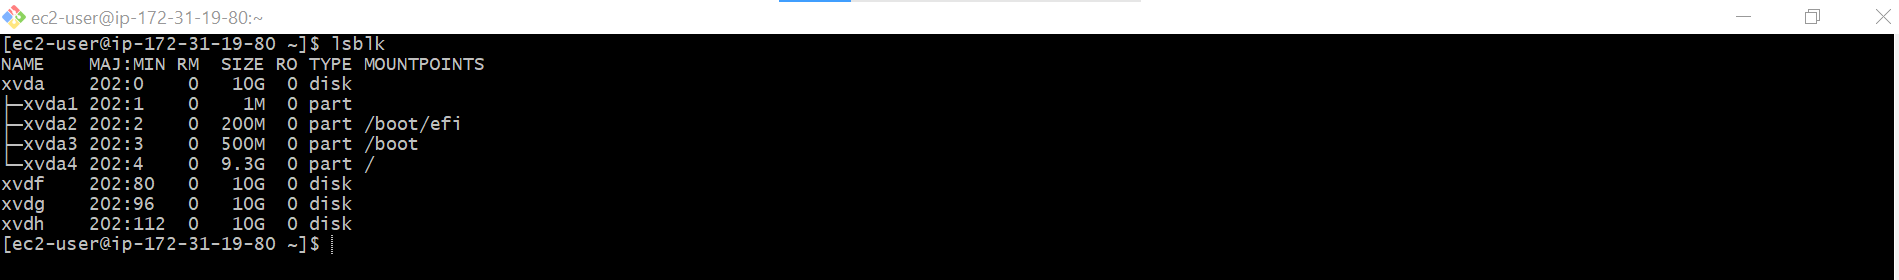 ec2-user@ip-172-31-19-80:~
[ec2-user@ip-172-31-19-80 ~]$ lsblk
NAME    MAJ:MIN RM  SIZE RO TYPE MOUNTPOINTS
xvda    202:0    0   10G  0 disk
├─xvda1 202:1    0    1M  0 part
├─xvda2 202:2    0  200M  0 part /boot/efi
├─xvda3 202:3    0  500M  0 part /boot
└─xvda4 202:4    0  9.3G  0 part /
xvdf    202:80   0   10G  0 disk
xvdg    202:96   0   10G  0 disk
xvdh    202:112  0   10G  0 disk
[ec2-user@ip-172-31-19-80 ~]$